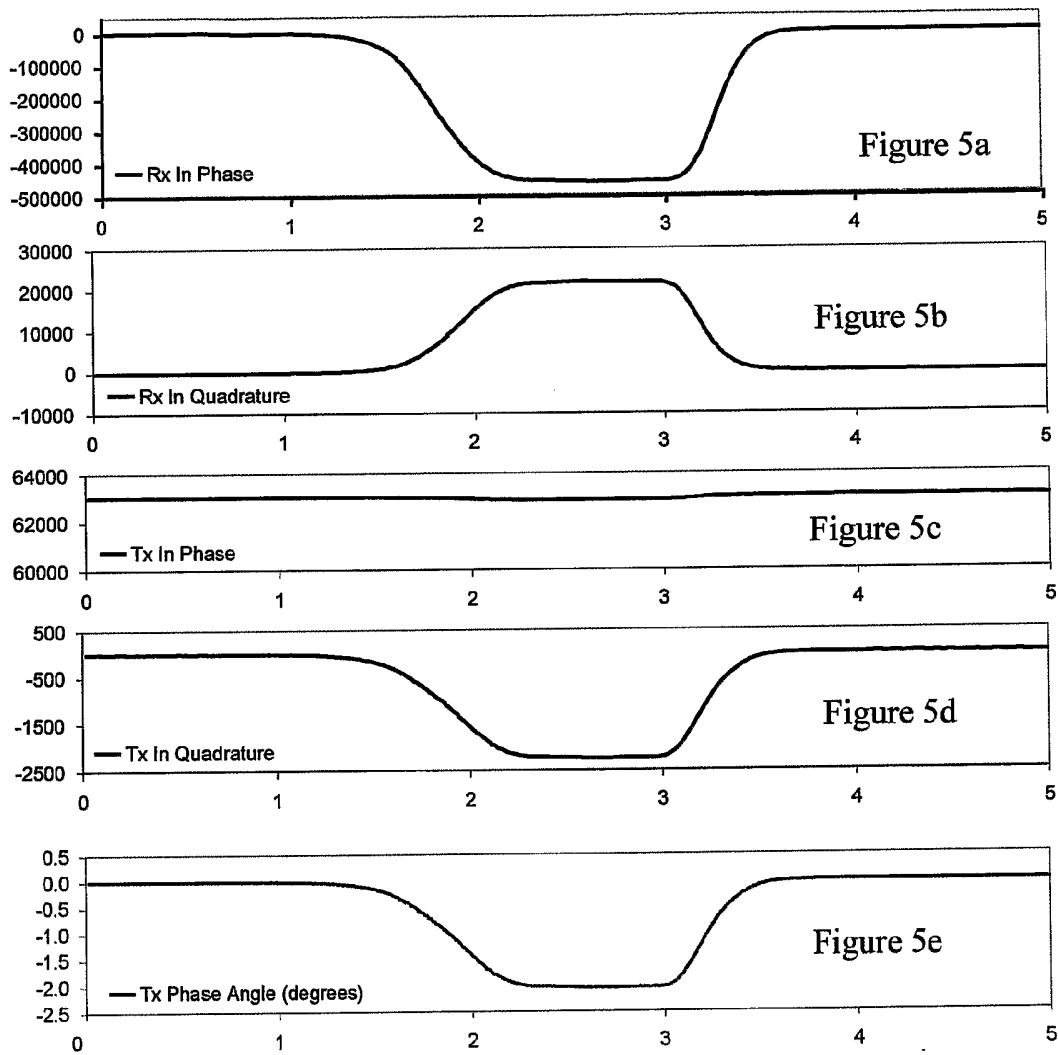 0
-100000
-200000
-300000
-400000
-500000
Rx In Phase
Figure 5a
0 1 2 3 4 5
30000
20000
10000
0
-10000
Rx In Quadrature
Figure 5b
0 1 2 3 4 5
64000
62000
60000
Tx In Phase
Figure 5c
0 1 2 3 4 5
500
-500
-1500
-2500
Tx In Quadrature
Figure 5d
0 1 2 3 4 5
0.5
0.0
-0.5
-1.0
-1.5
-2.0
-2.5
Tx Phase Angle (degrees)
Figure 5e
0 1 2 3 4 5